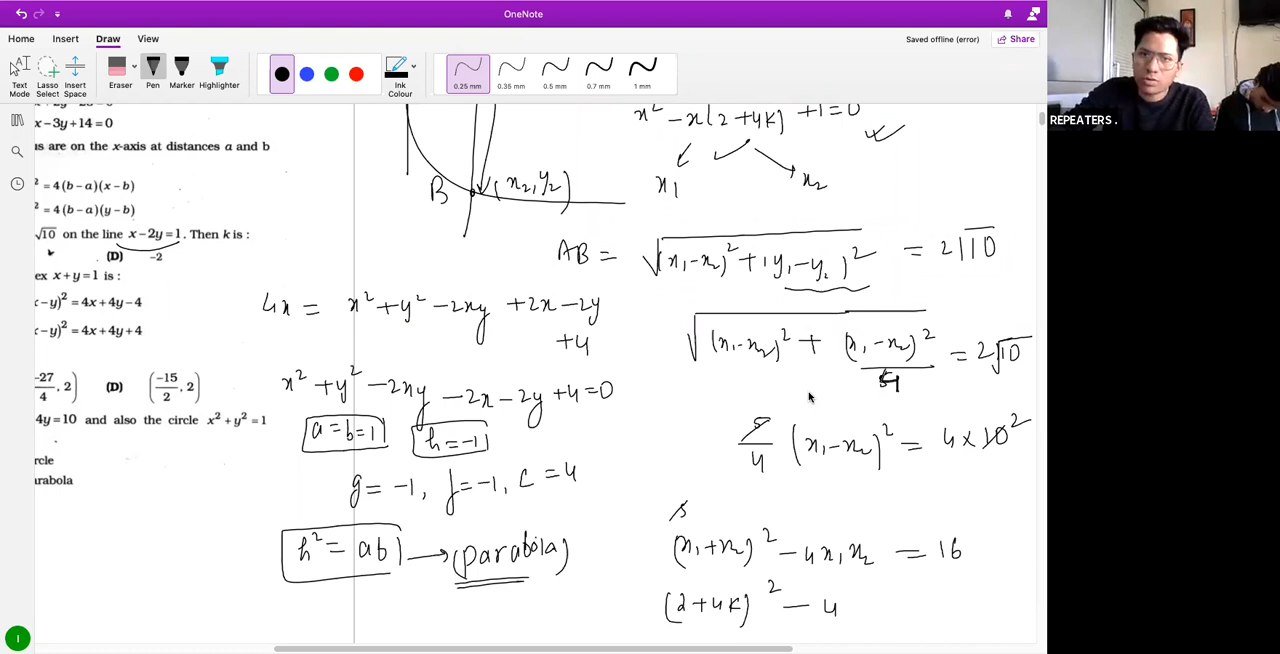 OneNote
Home Insert Draw View
Saved offline (error)
Share
Text Mode
Lasso Select
Insert Space
Eraser
Pen
Marker
Highlighter
Ink Colour
0.25 mm
0.35 mm
0.5 mm
0.7 mm
1 mm
REPEATERS .
x−3y+14=0
us are on the x-axis at distances a and b
² = 4(b−a)(x−b)
² = 4(b−a)(y−b)
√10 on the line x−2y=1. Then k is :
(D) −2
ex x+y=1 is :
x−y)² = 4x+4y−4
x−y)² = 4x+4y+4
−27/4, 2) (D) (−15/2, 2)
4y=10 and also the circle x²+y²=1
rcle
arabola
B (x₂, y₂)
4x = x²+y²−2xy+2x−2y
+4
x²+y²−2xy−2x−2y+4=0
a=b=1 h=−1
g=−1, f=−1, c=4
h²=ab → (parabola)
x²−x(2+4k)+1=0
x₁ x₂
AB = √(x₁−x₂)²+(y₁−y₂)² = 2√10
√(x₁−x₂)² + (x₁−x₂)²/4 = 2√10
5/4 (x₁−x₂)² = 4×10 2
(x₁+x₂)²−4x₁x₂ = 16
(2+4k)² − 4
I